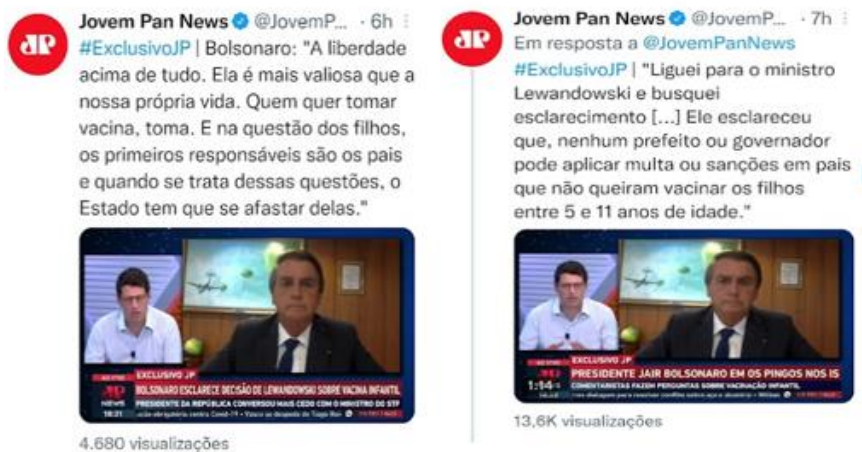 Jovem Pan News @JovemP... · 6h
#ExclusivoJP | Bolsonaro: "A liberdade
acima de tudo. Ela é mais valiosa que a
nossa própria vida. Quem quer tomar
vacina, toma. E na questão dos filhos,
os primeiros responsáveis são os pais
e quando se trata dessas questões, o
Estado tem que se afastar delas."
EXCLUSIVO JP
BOLSONARO ESCLARECE DECISÃO DE LEWANDOWSKI SOBRE VACINA INFANTIL
PRESIDENTE DA REPÚBLICA CONVERSOU MAIS CEDO COM O MINISTRO DO STF
JP NEWS
18:31
4.680 visualizações
Jovem Pan News @JovemP... · 7h
Em resposta a @JovemPanNews
#ExclusivoJP | "Liguei para o ministro
Lewandowski e busquei
esclarecimento [...] Ele esclareceu
que, nenhum prefeito ou governador
pode aplicar multa ou sanções em pais
que não queiram vacinar os filhos
entre 5 e 11 anos de idade."
EXCLUSIVO JP
PRESIDENTE JAIR BOLSONARO EM OS PINGOS NOS IS
COMENTARISTAS FAZEM PERGUNTAS SOBRE VACINAÇÃO INFANTIL
1:14
13,6K visualizações